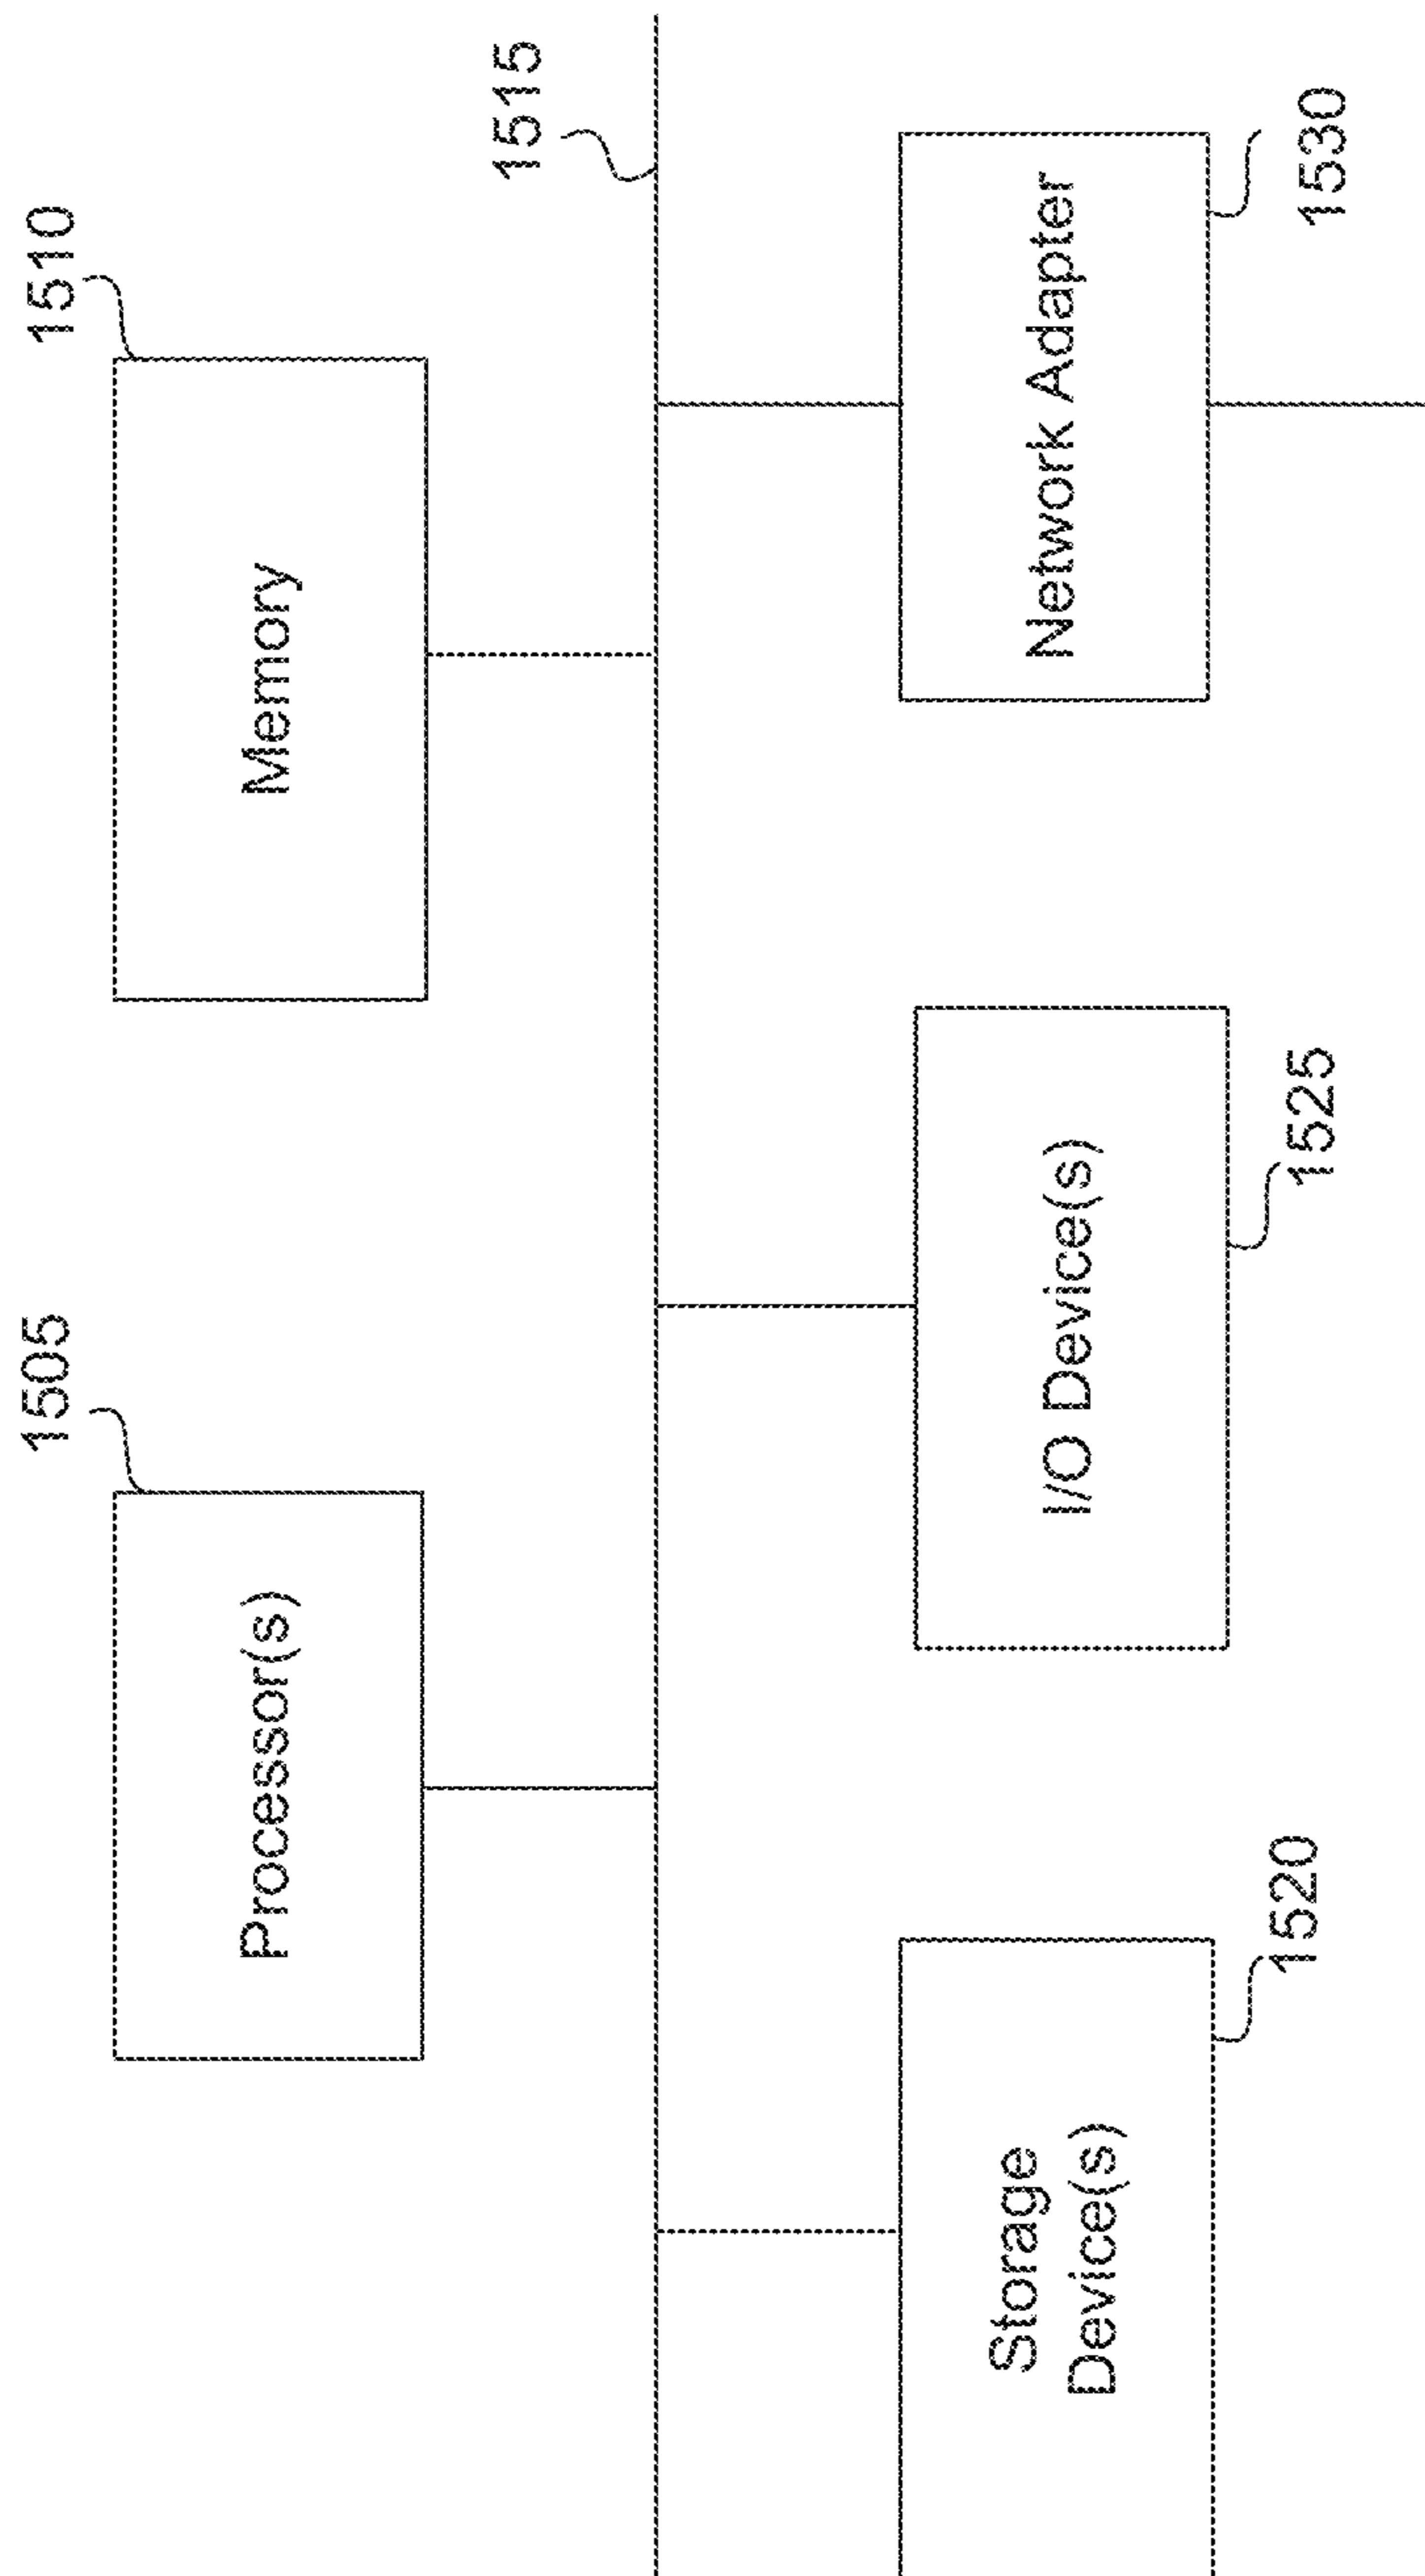 1505
1510
Processor(s)
Memory
1515
Storage
Device(s)
I/O Device(s)
Network Adapter
1520
1525
1530